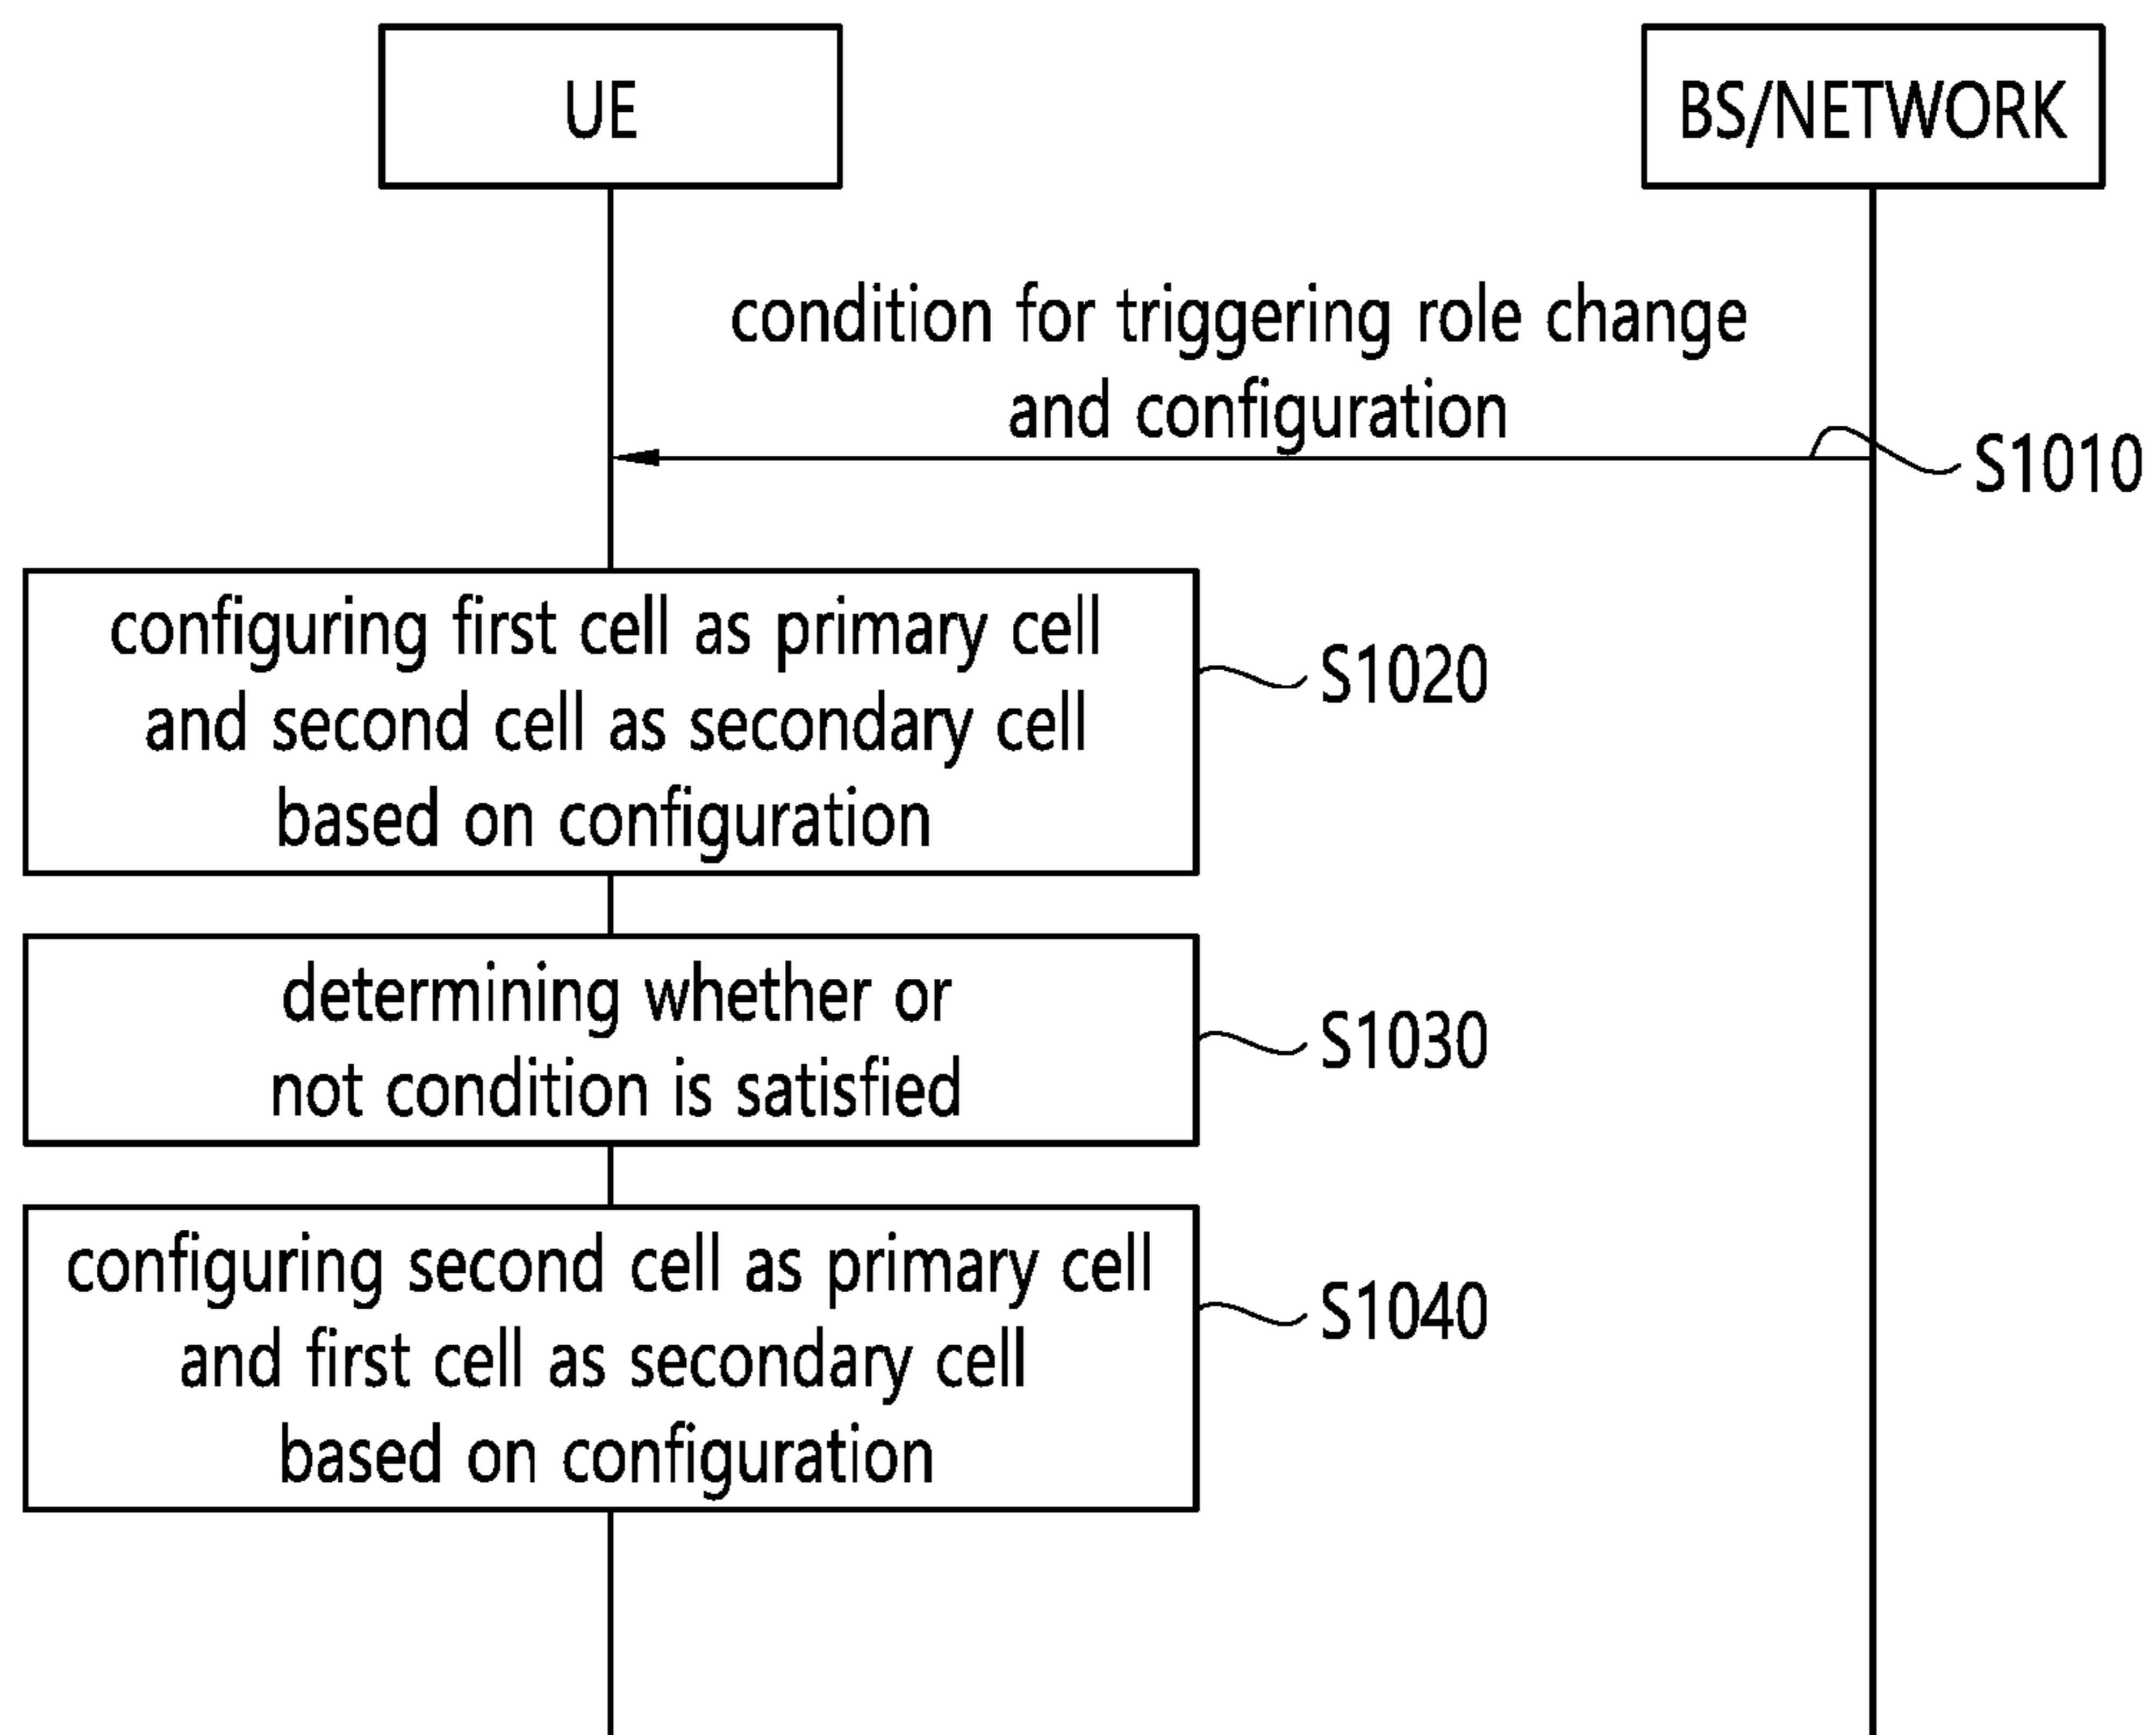 UE
BS/NETWORK
condition for triggering role change
and configuration
S1010
configuring first cell as primary cell
and second cell as secondary cell
based on configuration
S1020
determining whether or
not condition is satisfied
S1030
configuring second cell as primary cell
and first cell as secondary cell
based on configuration
S1040